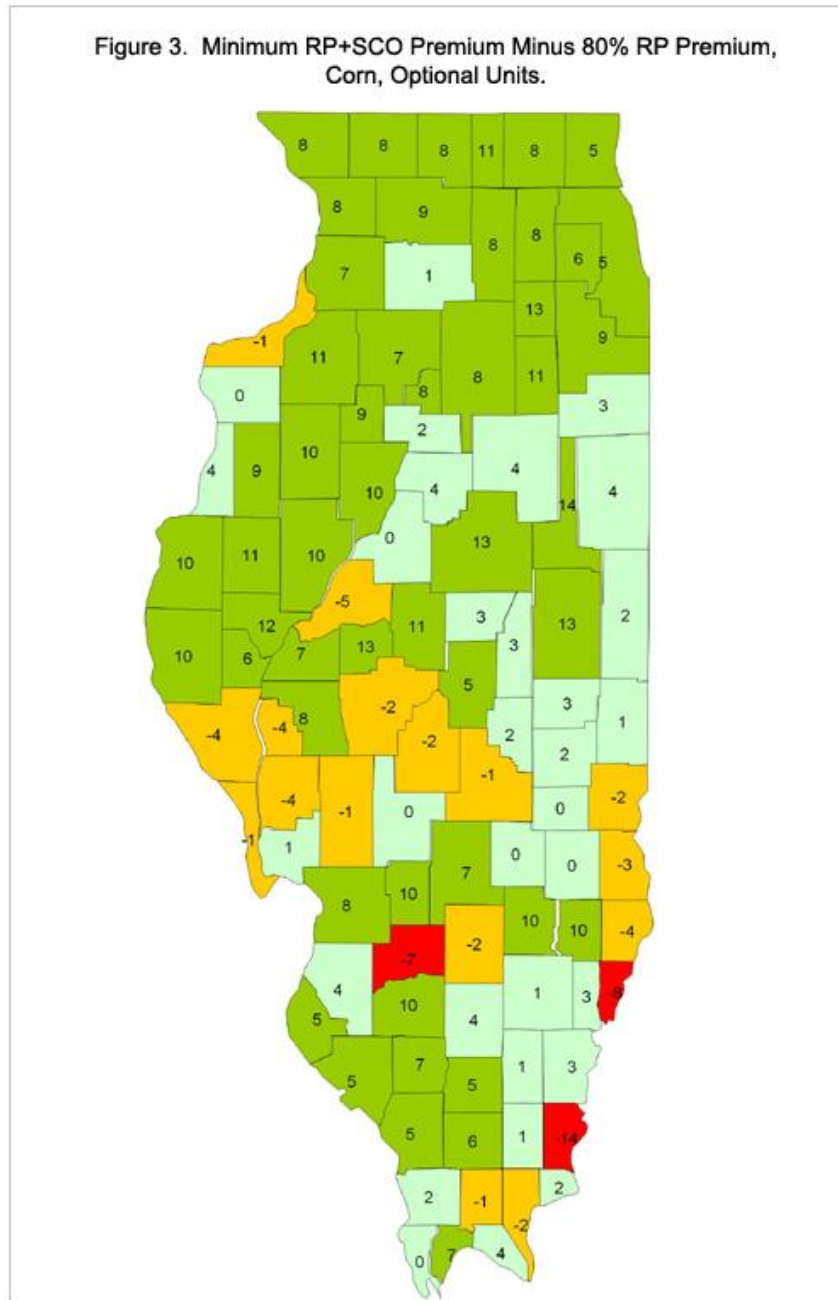 Figure 3. Minimum RP+SCO Premium Minus 80% RP Premium,
Corn, Optional Units.
8 8 8 11 8 5
8 9
8 8
6 5
7 1
13
9
-1 11 7 8 11
8
0 9 2 3
4 9 10 10 4 4 14 4
10 11 10 0 13
-5
12 11 3 3 13 2
10 6 7 13
5
-4 -4 8 -2 3 1
-2 2 2
-4 -1 -1 -2
-1 1 0 0
7 0 0 -3
8 10
10 10 -4
-7 -2
4 1 3 -8
5 10 4
5 7 5 1 3
5 6 1 -14
2 -1 2
-2
0 7 4